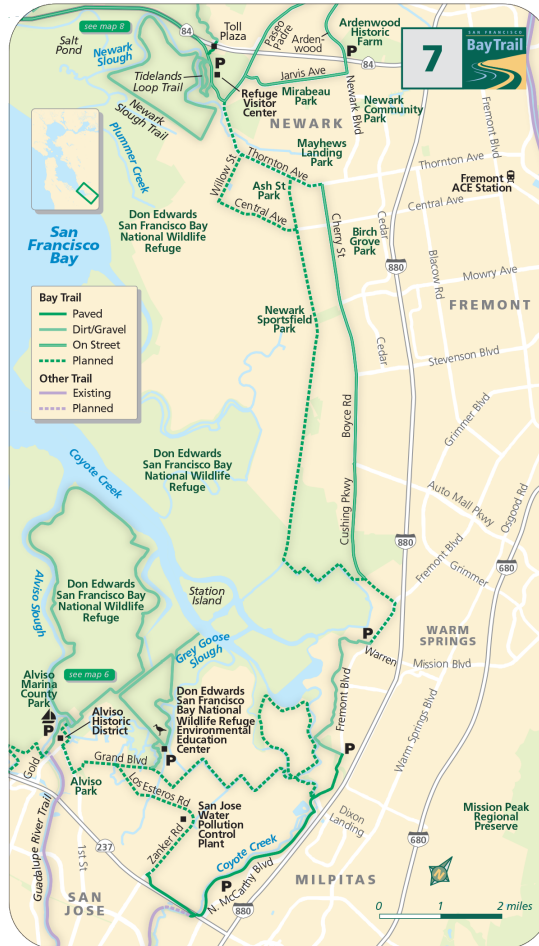 see map 8
84
Toll
Plaza
Paseo
Padre
Arden-
wood
Ardenwood
Historic
Farm
P
84
7
SAN FRANCISCO
Bay Trail
Salt
Pond
Newark
Slough
Tidelands
Loop Trail
P
Refuge
Visitor
Center
Jarvis Ave
Mirabeau
Park
Newark Blvd
Newark
Community
Park
Fremont Blvd
Newark
Slough Trail
NEWARK
Plummer Creek
Mayhews
Landing
Park
Willow St
Thornton Ave
Thornton Ave
Ash St
Park
Central Ave
Fremont
ACE Station
Central Ave
San
Francisco
Bay
Don Edwards
San Francisco Bay
National Wildlife
Refuge
Cherry St
Birch
Grove
Park
Cedar
880
Blacow Rd
Mowry Ave
FREMONT
Bay Trail
Paved
Dirt/Gravel
On Street
Planned
Other Trail
Existing
Planned
Newark
Sportsfield
Park
Cedar
Stevenson Blvd
Boyce Rd
Grimmer Blvd
Don Edwards
San Francisco Bay
National Wildlife
Refuge
Coyote Creek
Cushing Pkwy
Auto Mall Pkwy
Osgood Rd
880
Fremont Blvd
Grimmer
680
Alviso Slough
Don Edwards
San Francisco Bay
National Wildlife
Refuge
Station
Island
Grey Goose
Slough
P
Warren
WARM
SPRINGS
Mission Blvd
Alviso
Marina
County
Park
see map 6
P
Alviso
Historic
District
Don Edwards
San Francisco
Bay National
Wildlife Refuge
Environmental
Education
Center
P
Fremont Blvd
P
Warm Springs Blvd
Gold
Grand Blvd
Alviso
Park
Los Esteros Rd
San Jose
Water
Pollution
Control
Plant
Zanker Rd
Dixon
Landing
Mission Peak
Regional
Preserve
Guadalupe River Trail
1st St
237
Coyote Creek
680
P
N. McCarthy Blvd
MILPITAS
SAN
JOSE
880
0 1 2 miles